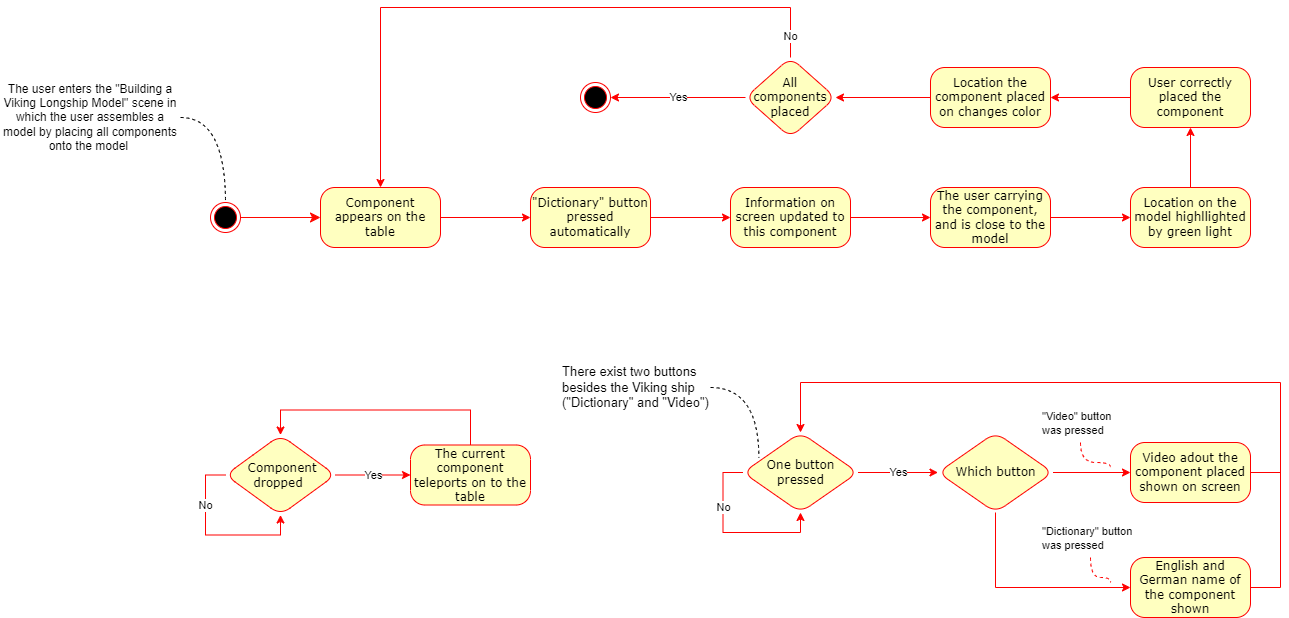 No
The user enters the "Building a
Viking Longship Model" scene in
which the user assembles a
model by placing all components
onto the model
Yes
All
components
placed
Location the
component placed
on changes color
User correctly
placed the
component
Component
appears on the
table
"Dictionary" button
pressed
automatically
Information on
screen updated to
this component
The user carrying
the component,
and is close to the
model
Location on the
model highllighted
by green light
There exist two buttons
besides the Viking ship
("Dictionary" and "Video")
Component
dropped
Yes
The current
component
teleports on to the
table
No
One button
pressed
Yes
No
Which button
"Video" button
was pressed
Video adout the
component placed
shown on screen
"Dictionary" button
was pressed
English and
German name of
the component
shown